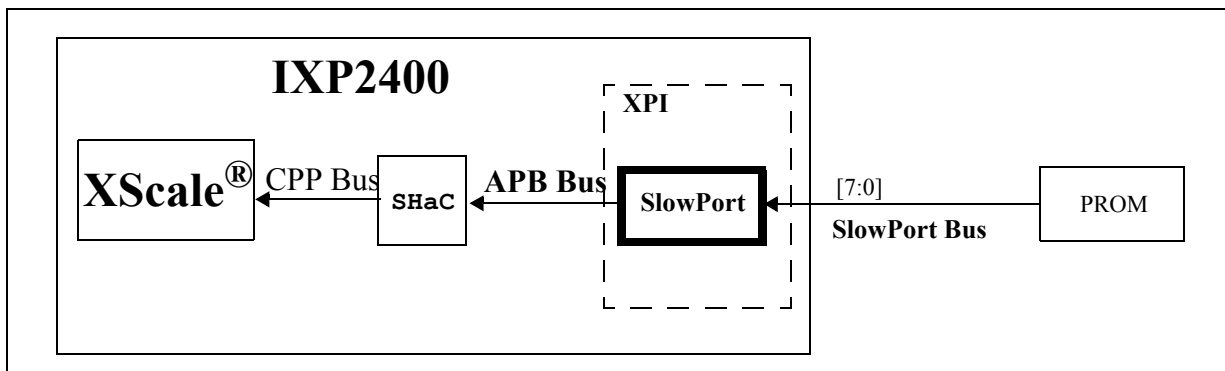 IXP2400
XPI
XScale®
CPP Bus
SHaC
APB Bus
SlowPort
[7:0]
SlowPort Bus
PROM